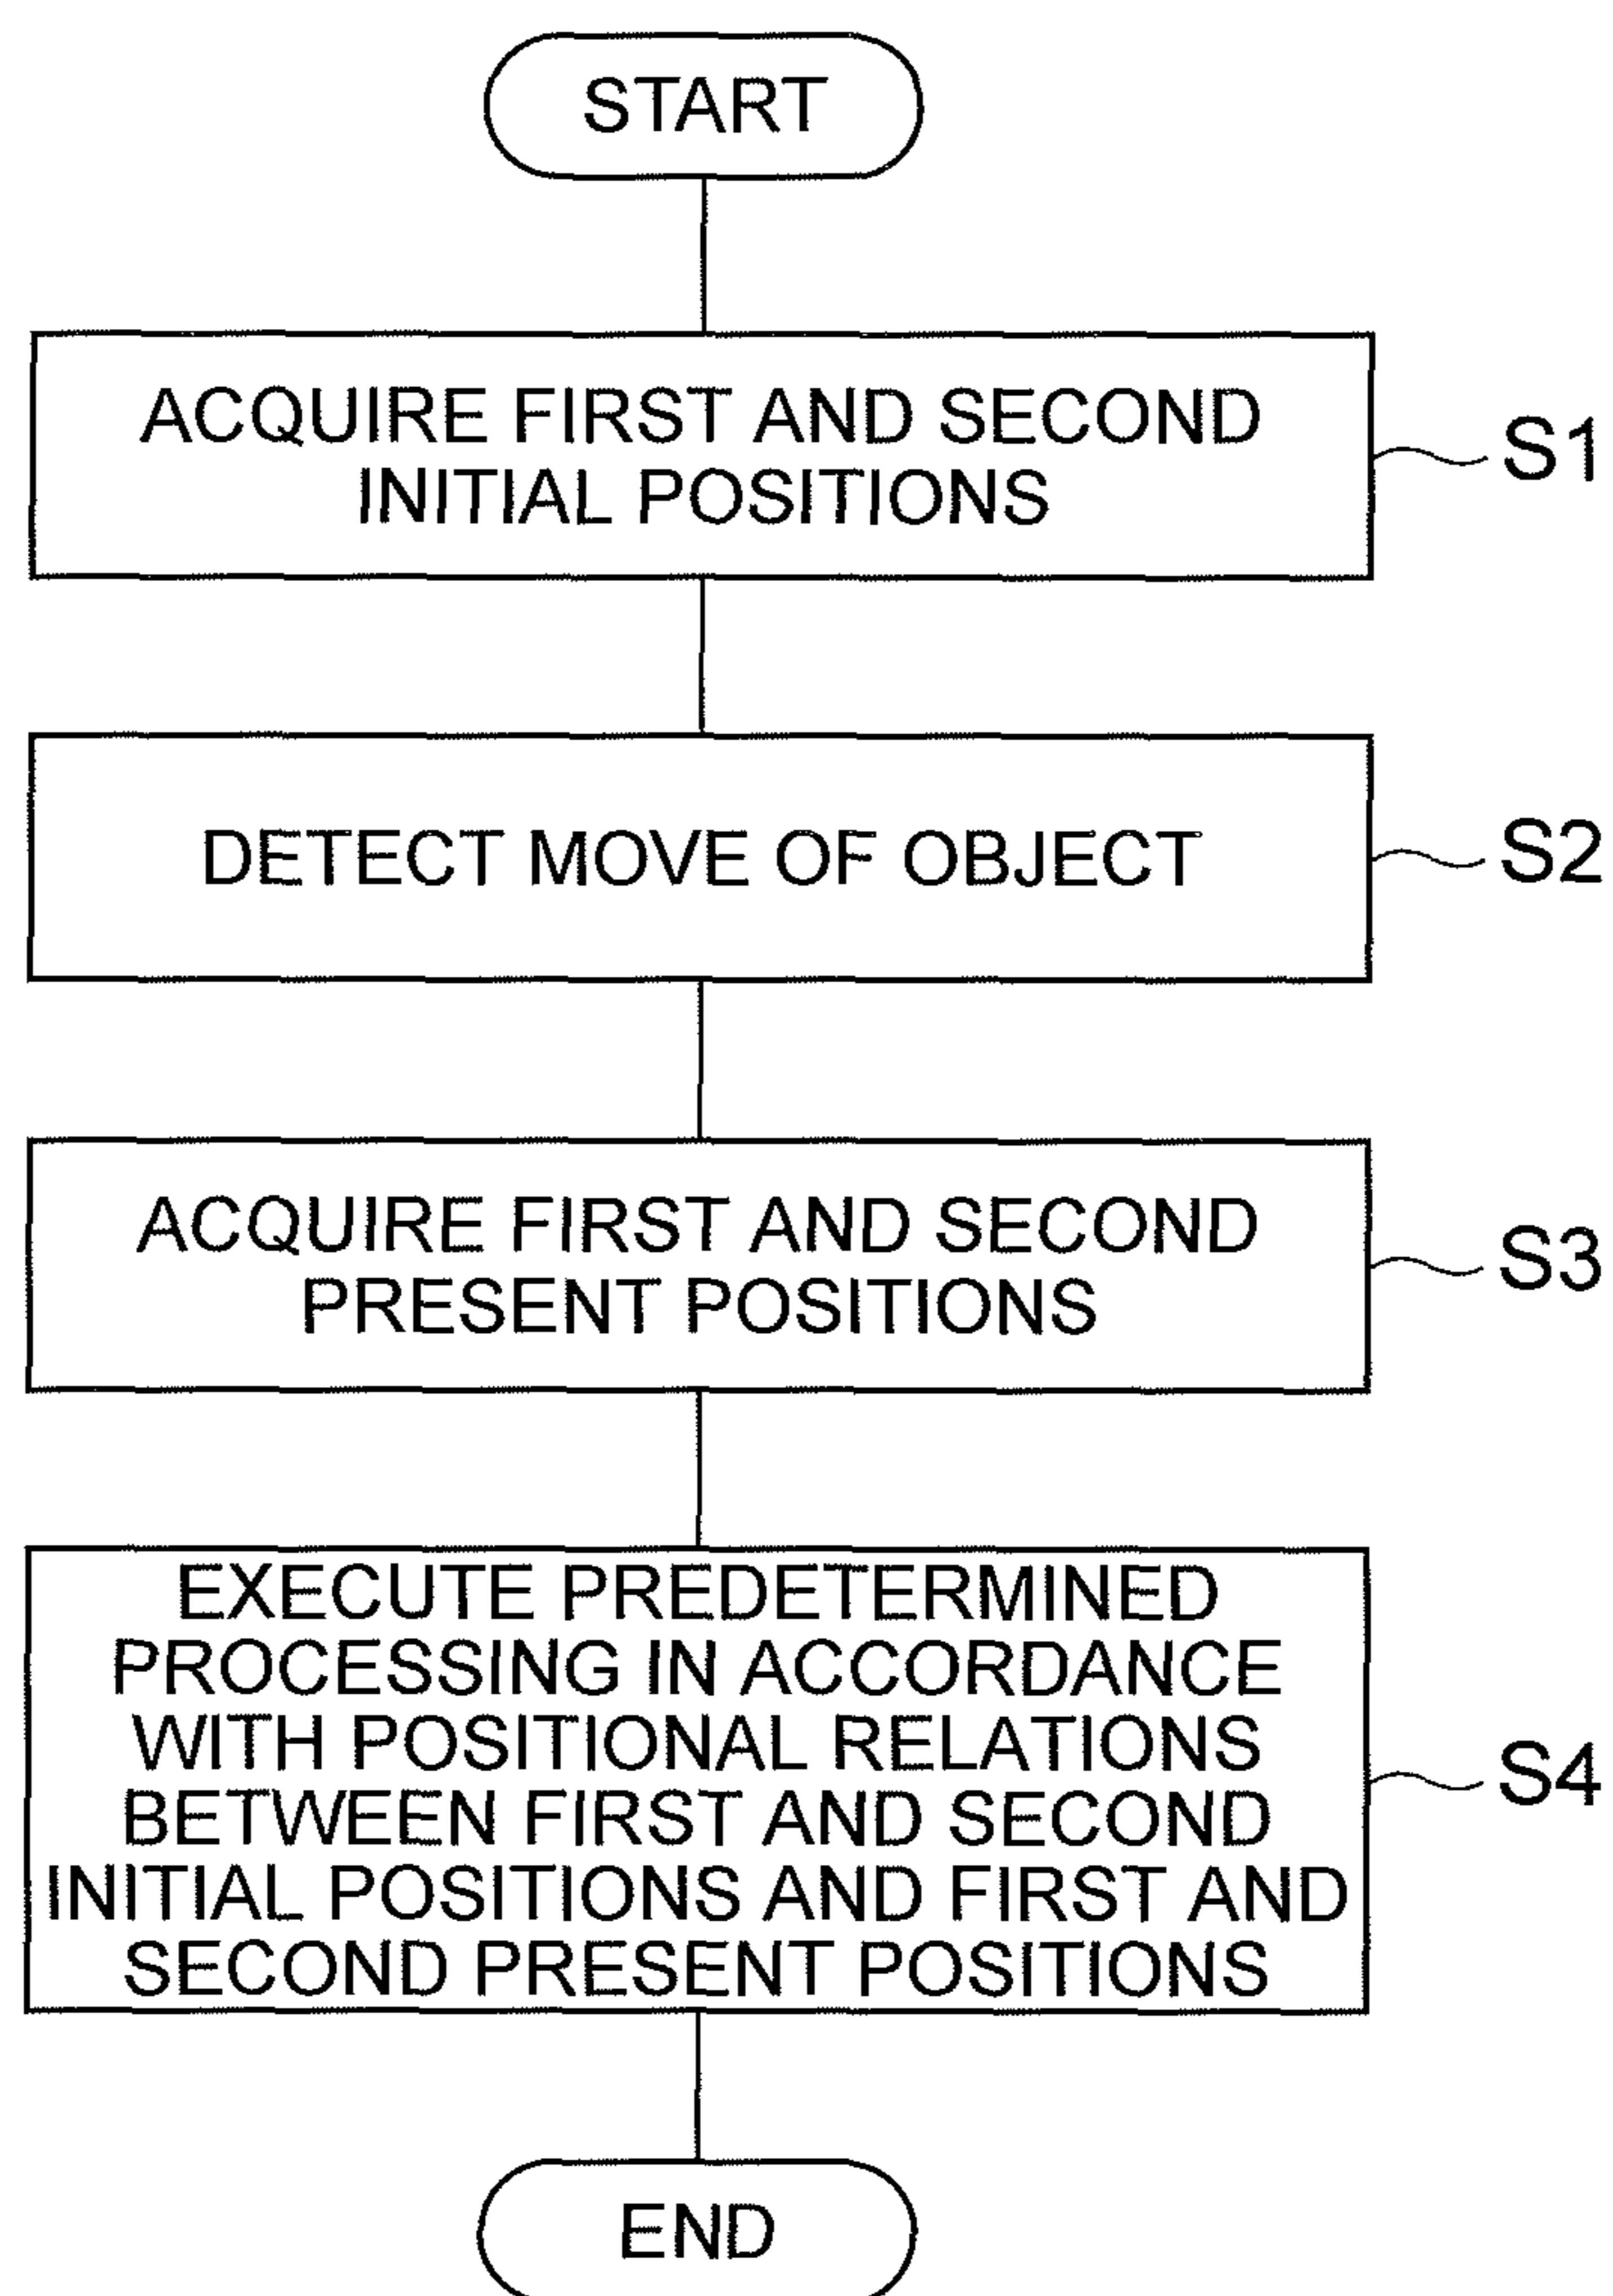 START
ACQUIRE FIRST AND SECOND
INITIAL POSITIONS
S1
DETECT MOVE OF OBJECT
S2
ACQUIRE FIRST AND SECOND
PRESENT POSITIONS
S3
EXECUTE PREDETERMINED
PROCESSING IN ACCORDANCE
WITH POSITIONAL RELATIONS
BETWEEN FIRST AND SECOND
INITIAL POSITIONS AND FIRST AND
SECOND PRESENT POSITIONS
S4
END